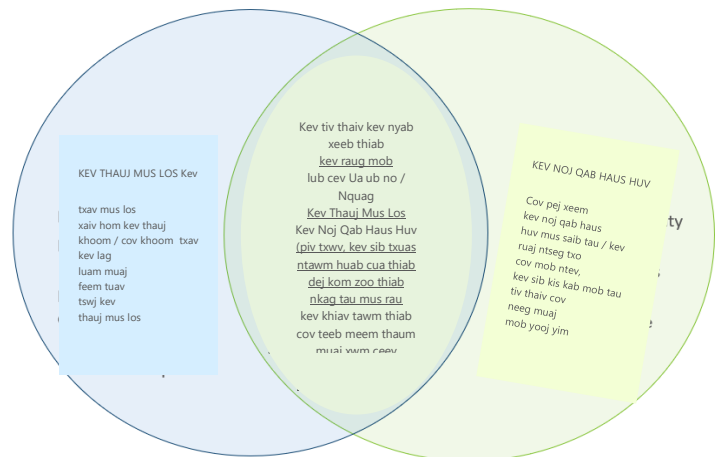 KEV THAUJ MUS LOS Kev
txav mus los
xaiv hom kev thauj
khoom / cov khoom txav
kev lag
luam muaj
feem tuav
tswj kev
thauj mus los
Kev tiv thaiv kev nyab
xeeb thiab
kev raug mob
lub cev Ua ub no /
Nquag
Kev Thauj Mus Los
Kev Noj Qab Haus Huv
(piv txwv, kev sib txuas
ntawm huab cua thiab
dej kom zoo thiab
nkag tau mus rau
kev khiav tawm thiab
cov teeb meem thaum
muaj xwm ceev
KEV NOJ QAB HAUS HUV
Cov pej xeem
kev noj qab haus
huv mus saib tau / kev
ruaj ntseg txo
cov mob ntev,
kev sib kis kab mob tau
tiv thaiv cov
neeg muaj
mob yooj yim
ty